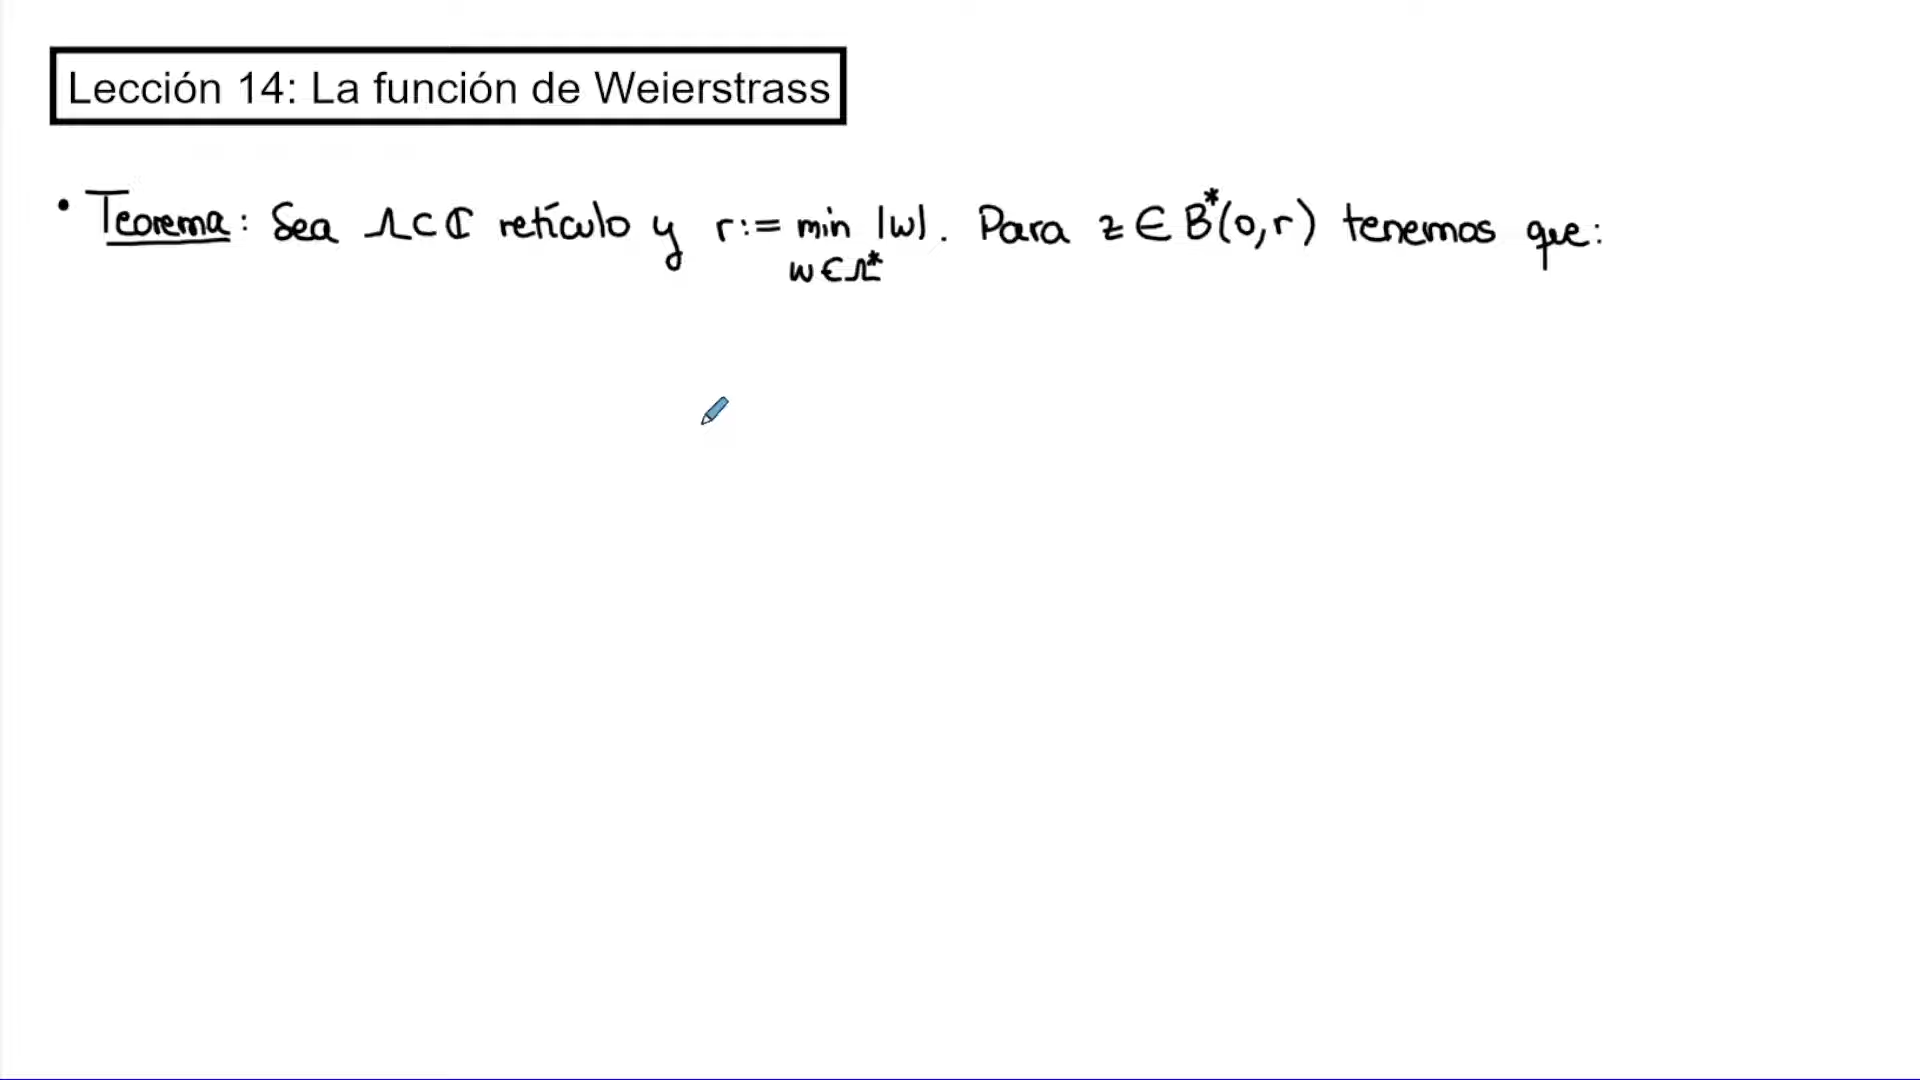 Lección 14: La función de Weierstrass
• Teorema: Sea Λ⊂ℂ retículo y r:= min |w|. Para z∈B*(0,r) tenemos que:
w∈Λ*